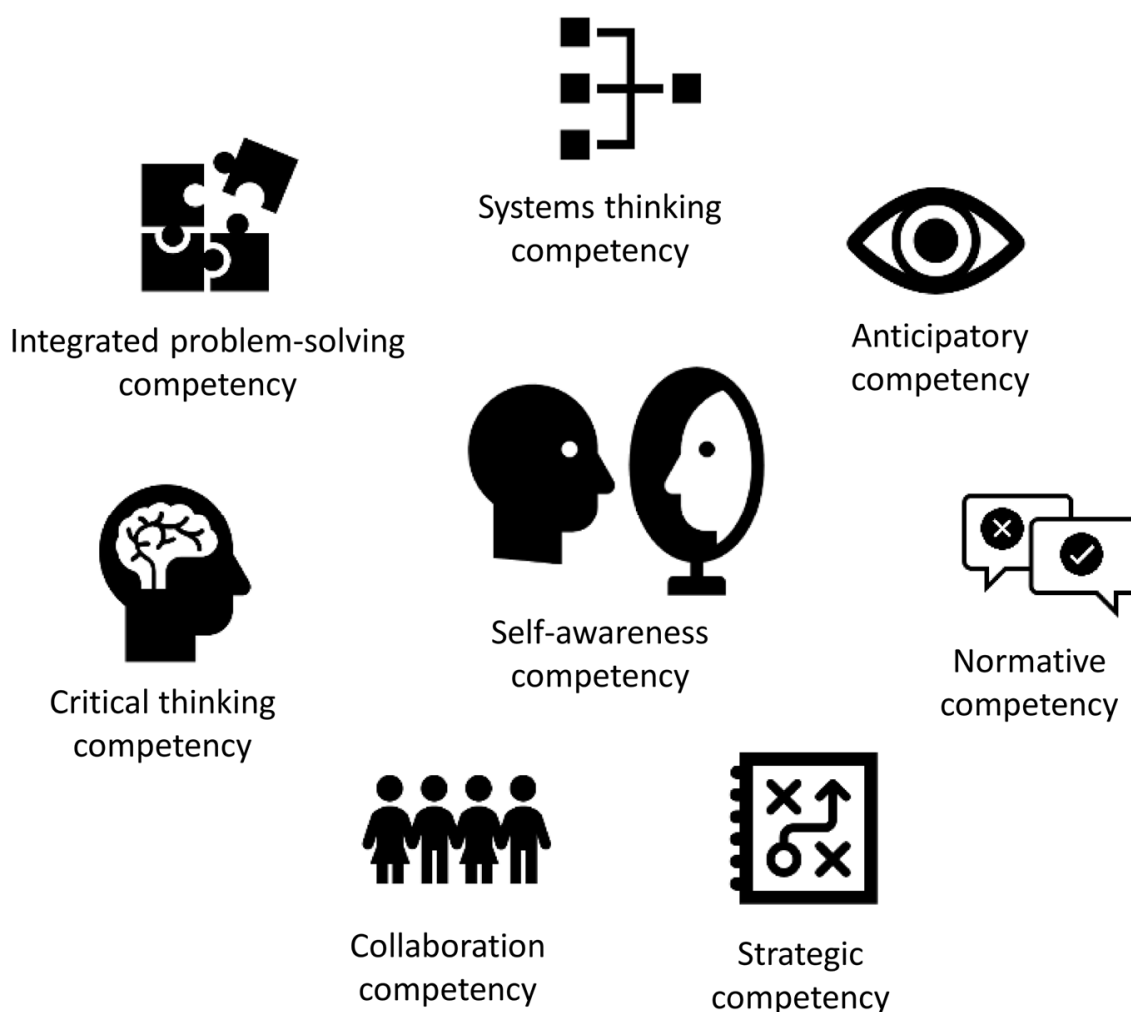 Systems thinking
competency
Integrated problem-solving
competency
Anticipatory
competency
Self-awareness
competency
Normative
competency
Critical thinking
competency
Collaboration
competency
Strategic
competency